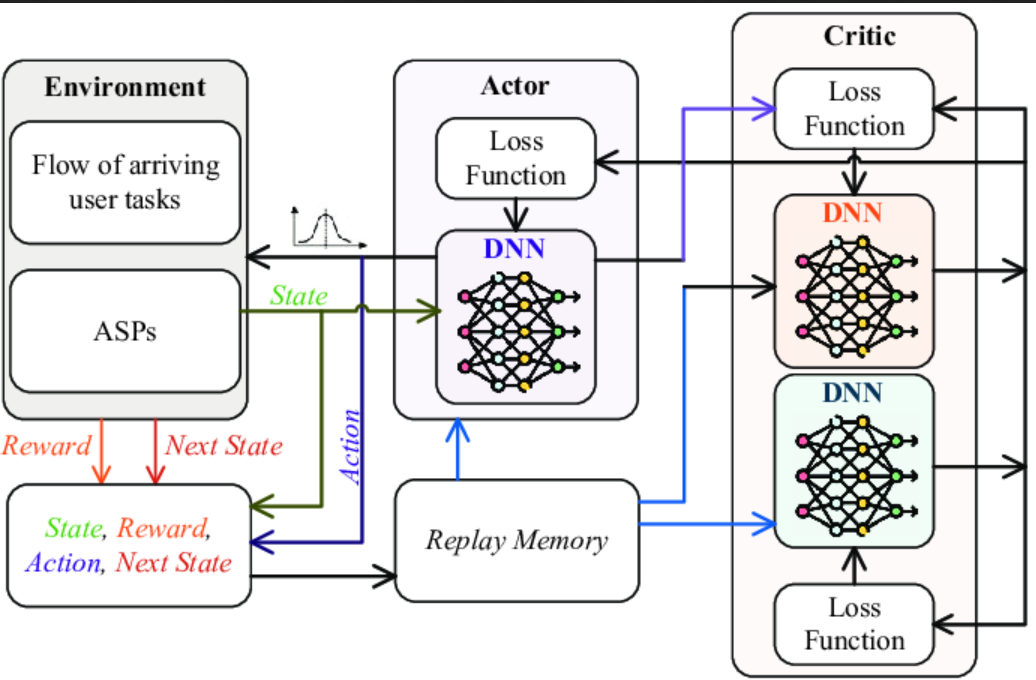 Environment
Flow of arriving
user tasks
ASPs
State
Reward
Next State
Action
State, Reward,
Action, Next State
Actor
Loss
Function
DNN
Replay Memory
Critic
Loss
Function
DNN
DNN
Loss
Function